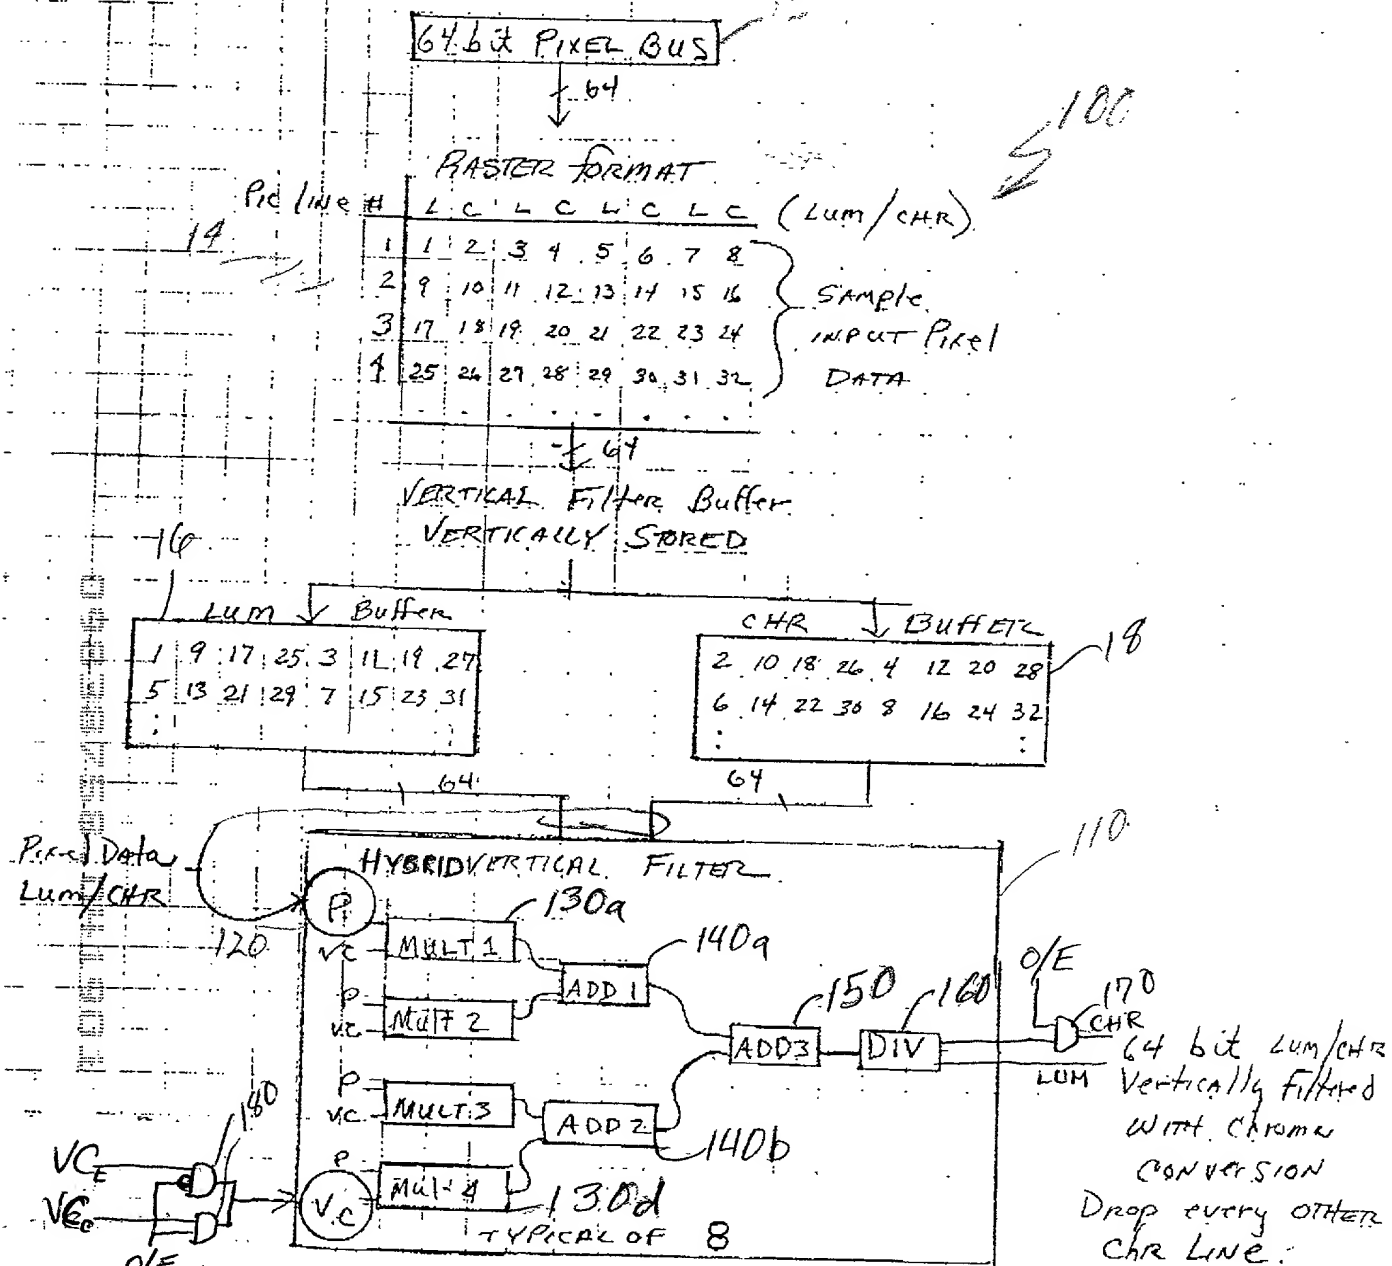 64 bit PIXEL BUS
64
100
RASTER FORMAT
Pic line # L C L C L C L C (LUM/CHR)
14
1 1 2 3 4 5 6 7 8
2 9 10 11 12 13 14 15 16
3 17 18 19 20 21 22 23 24
4 25 26 27 28 29 30 31 32
SAMPLE
INPUT Pixel
DATA
64
VERTICAL Filter Buffer
VERTICALLY STORED
16
LUM Buffer
1 9 17 25 3 11 19 27
5 13 21 29 7 15 23 31
CHR BUFFER
18
2 10 18 26 4 12 20 28
6 14 22 30 8 16 24 32
64
64
Pixel Data
Lum/CHR
120
110
HYBRID VERTICAL FILTER
P
VC
MULT 1
130a
P
VC
Mult 2
ADD 1
140a
P
VC
MULT 3
ADD 2
140b
P
V.C
Mult 4
130d
ADD3
150
DIV
160
O/E
170
CHR
LUM
64 bit LUM/CHR
Vertically Filtered
WITH Chroma
CONVERSION
Drop every OTHER
Chr LINE.
180
VCE
O/E
TYPICAL OF 8